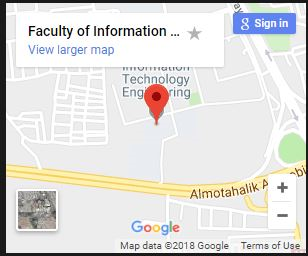 Faculty of Information ...
View larger map
Sign in
Information
Technology
Engineering
Almotahalik A
bi
+
−
Google
Map data ©2018 Google
Terms of Use